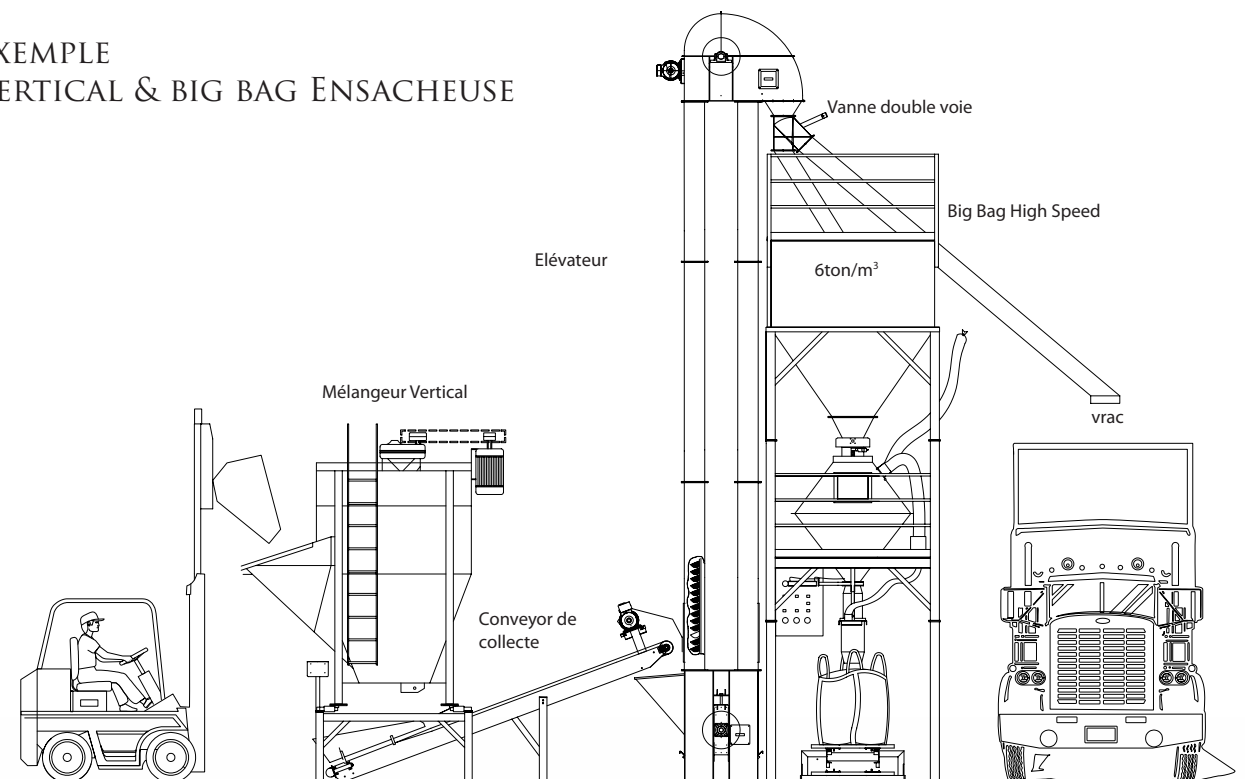 XEMPLE
ERTICAL & BIG BAG ENSACHEUSE
Vanne double voie
Big Bag High Speed
Elévateur
6ton/m³
Mélangeur Vertical
vrac
Conveyor de
collecte